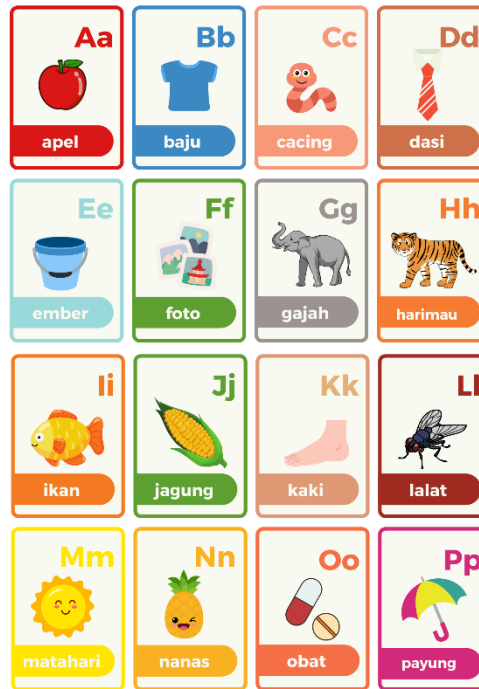 Aa
apel
Bb
baju
Cc
cacing
Dd
dasi
Ee
ember
Ff
foto
Gg
gajah
Hh
harimau
Ii
ikan
Jj
jagung
Kk
kaki
Ll
lalat
Mm
matahari
Nn
nanas
Oo
obat
Pp
payung